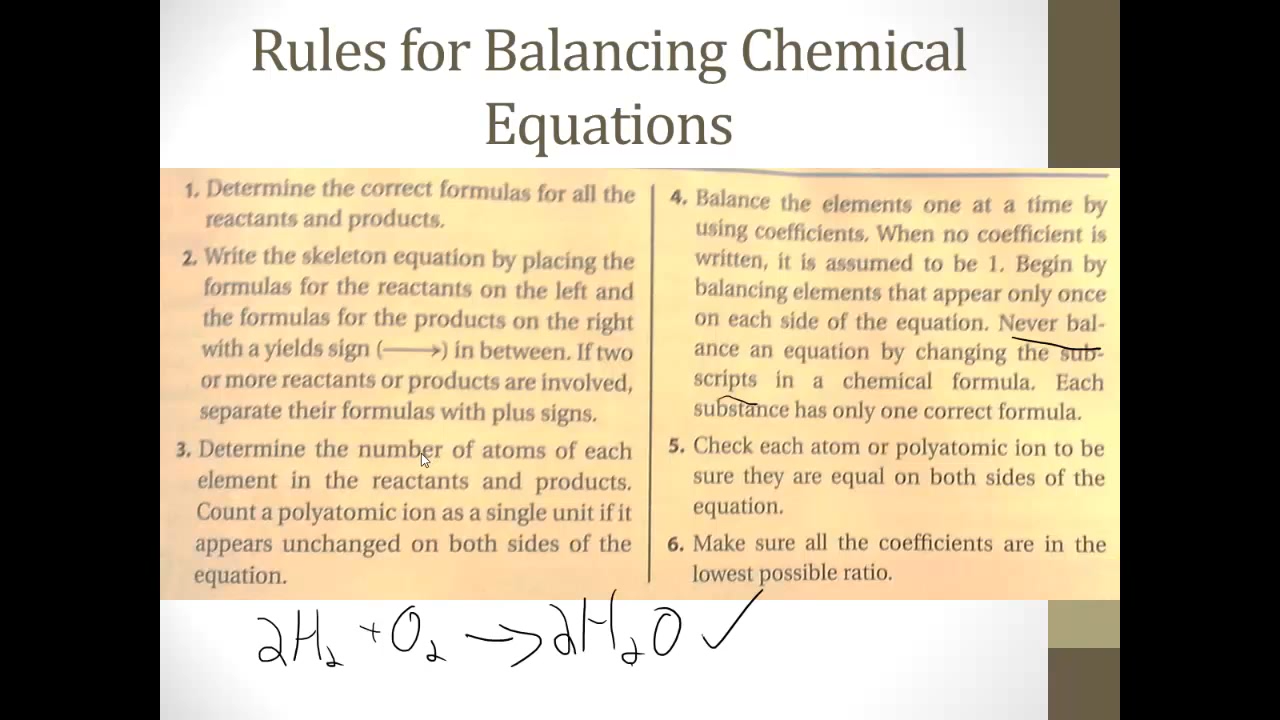 Rules for Balancing Chemical
Equations
1. Determine the correct formulas for all the
reactants and products.
2. Write the skeleton equation by placing the
formulas for the reactants on the left and
the formulas for the products on the right
with a yields sign (⟶) in between. If two
or more reactants or products are involved,
separate their formulas with plus signs.
3. Determine the number of atoms of each
element in the reactants and products.
Count a polyatomic ion as a single unit if it
appears unchanged on both sides of the
equation.
4. Balance the elements one at a time by
using coefficients. When no coefficient is
written, it is assumed to be 1. Begin by
balancing elements that appear only once
on each side of the equation. Never bal-
ance an equation by changing the sub-
scripts in a chemical formula. Each
substance has only one correct formula.
5. Check each atom or polyatomic ion to be
sure they are equal on both sides of the
equation.
6. Make sure all the coefficients are in the
lowest possible ratio.
2H₂ + O₂ → 2H₂O ✓